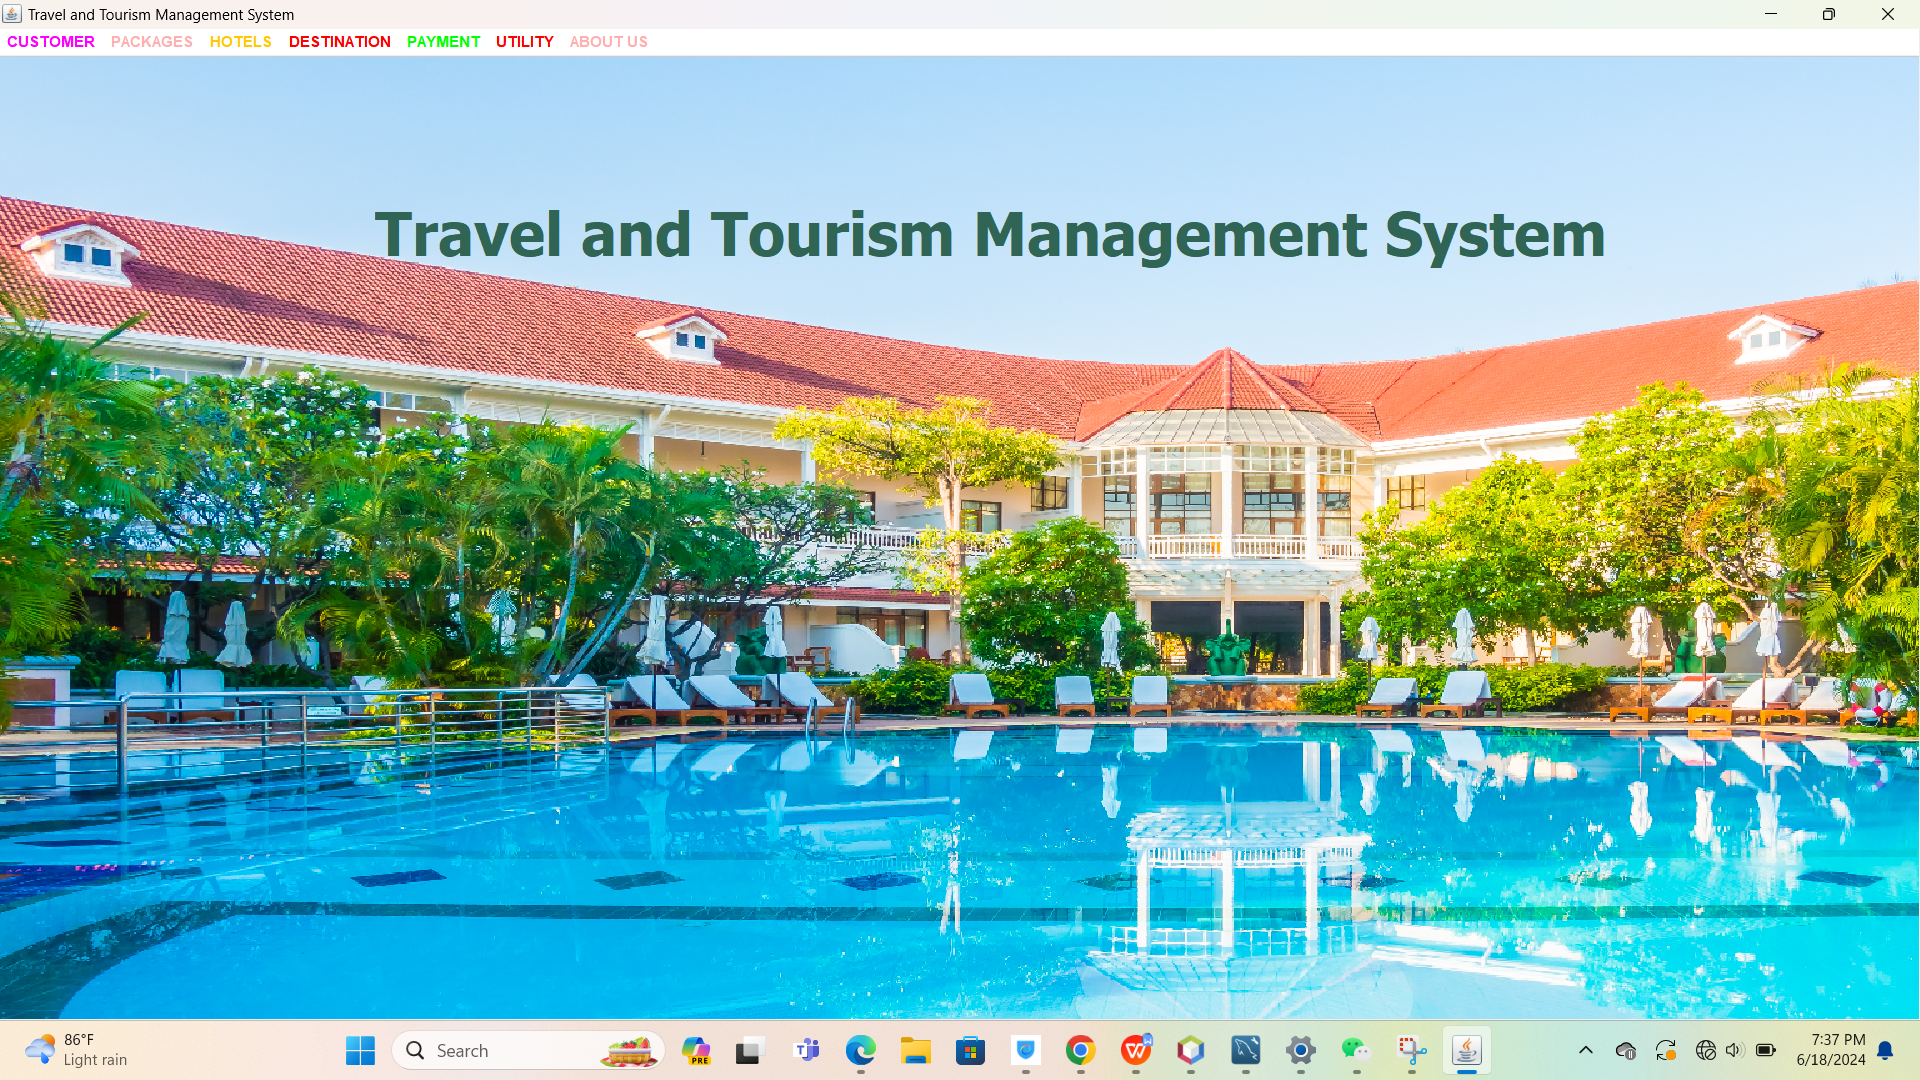 Travel and Tourism Management System
CUSTOMER PACKAGES HOTELS DESTINATION PAYMENT UTILITY ABOUT US
Travel and Tourism Management System
86°F
Light rain
Search
PRE
7:37 PM
6/18/2024